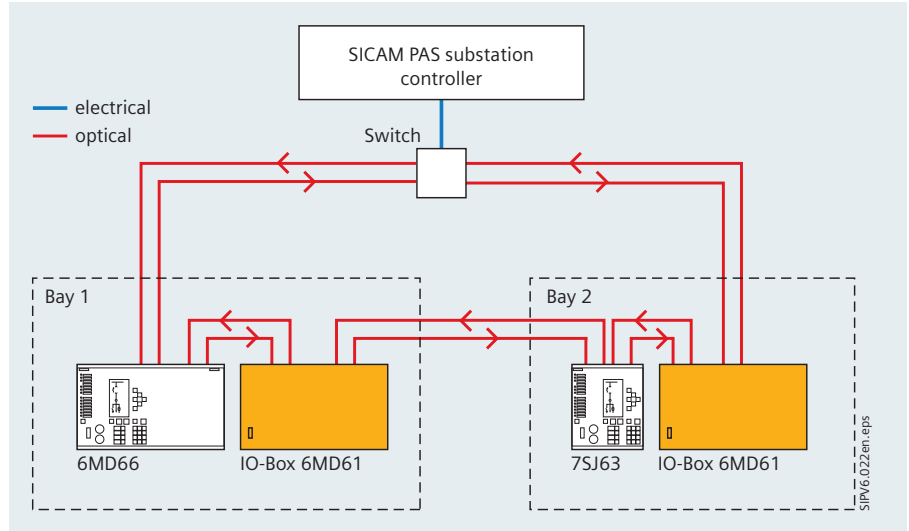 SICAM PAS substation
controller
electrical
optical
Switch
Bay 1
Bay 2
6MD66
IO-Box 6MD61
7SJ63
IO-Box 6MD61
SIPV6.022en.eps